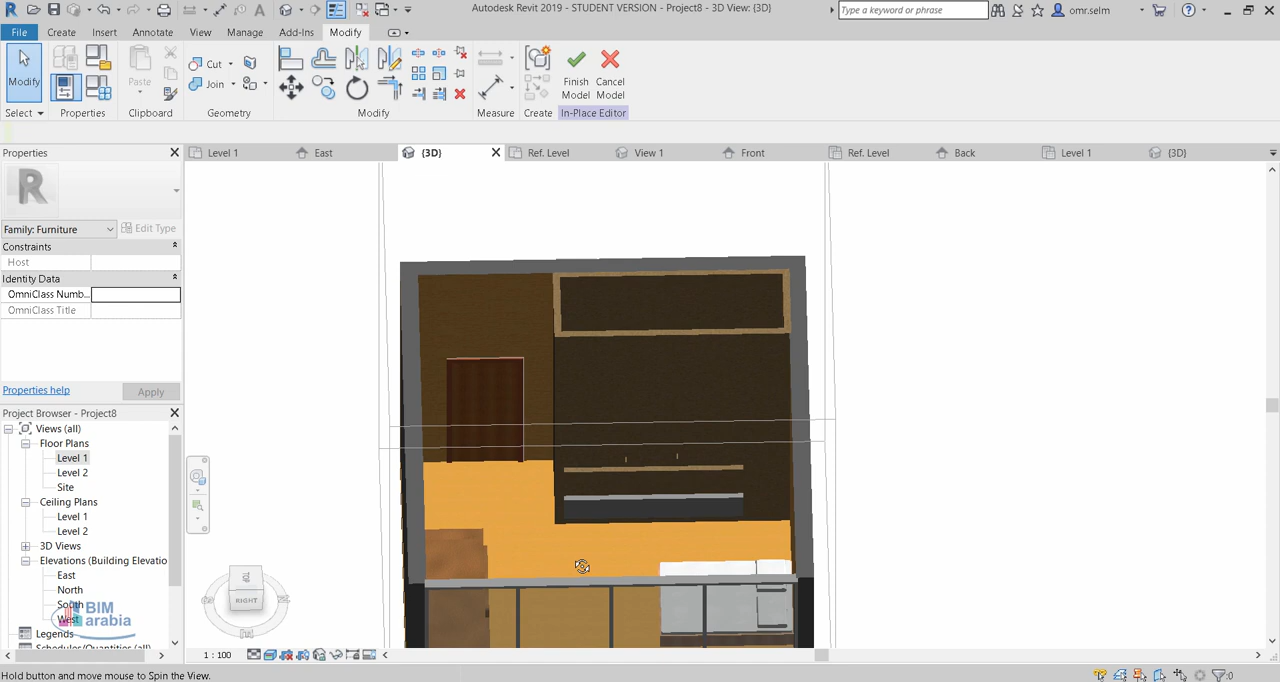 Autodesk Revit 2019 - STUDENT VERSION - Project8 - 3D View: {3D}
Type a keyword or phrase
omr.selm
File Create Insert Annotate View Manage Add-Ins Modify
Modify
Paste
Cut
Join
Finish Model
Cancel Model
Select Properties Clipboard Geometry Modify Measure Create In-Place Editor
Properties
Level 1
East
{3D}
Ref. Level
View 1
Front
Ref. Level
Back
Level 1
{3D}
R
Family: Furniture
Edit Type
Constraints
Host
Identity Data
OmniClass Numb...
OmniClass Title
Properties help
Apply
Project Browser - Project8
Views (all)
Floor Plans
Level 1
Level 2
Site
Ceiling Plans
Level 1
Level 2
3D Views
Elevations (Building Elevatio
East
North
South
West
BIM
arabia
Legends
Schedules/Quantities (all)
TOP
RIGHT
1 : 100
Hold button and move mouse to Spin the View.
:0